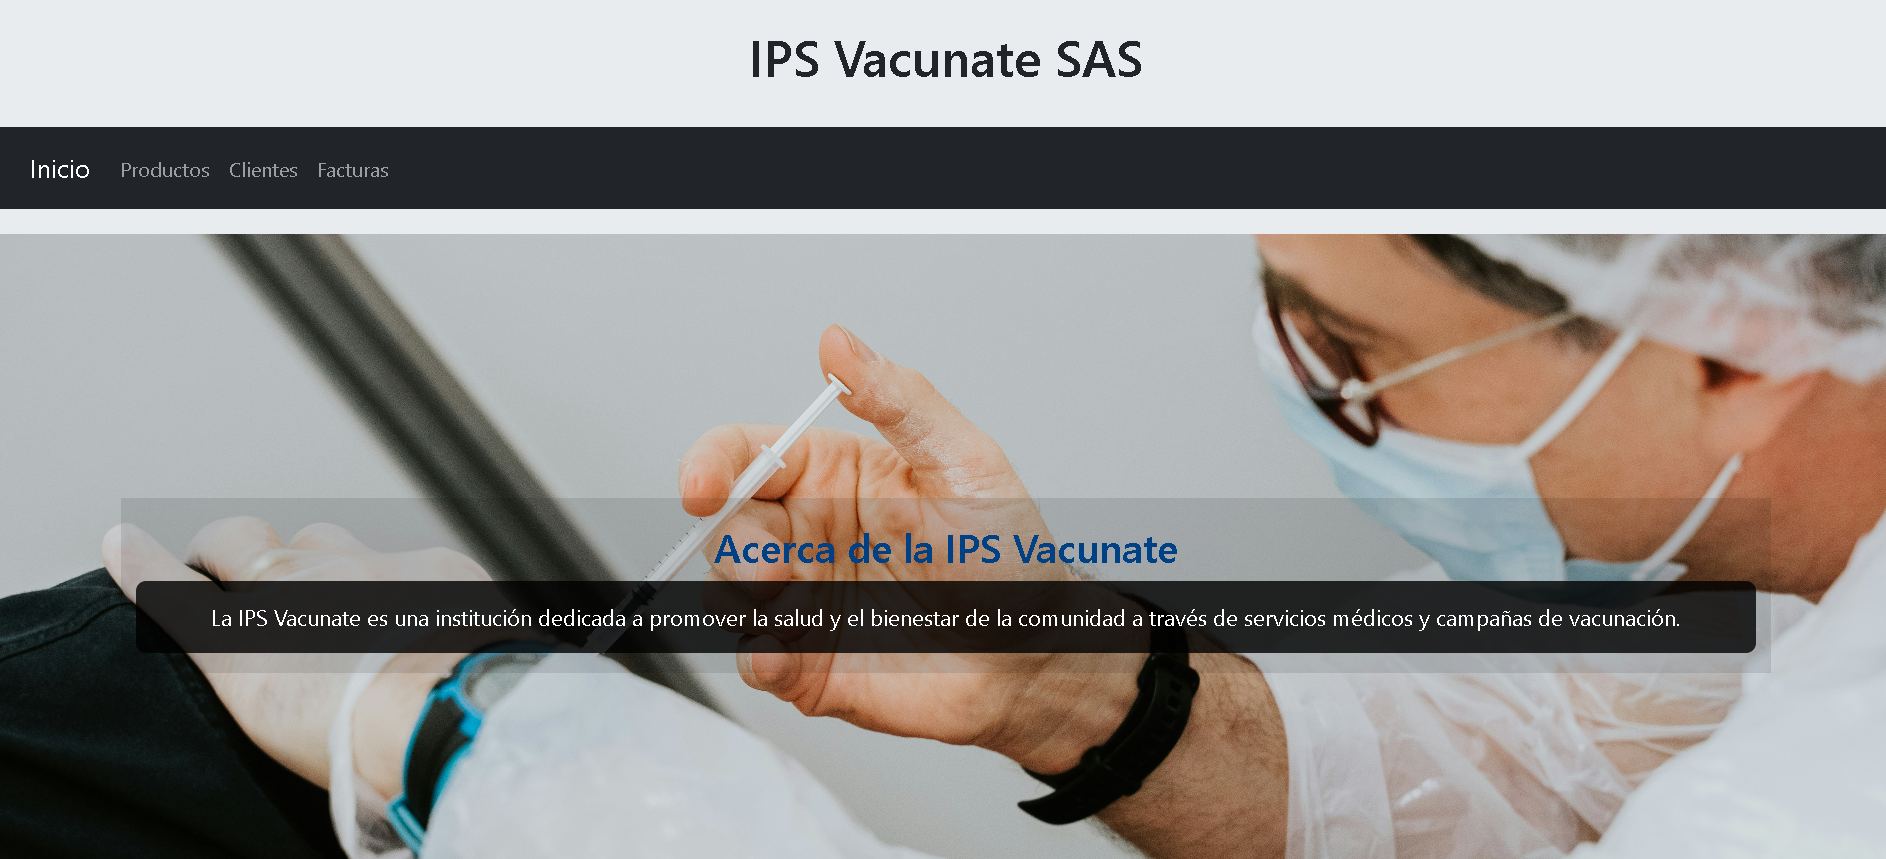 IPS Vacunate SAS
Inicio Productos Clientes Facturas
Acerca de la IPS Vacunate
La IPS Vacunate es una institución dedicada a promover la salud y el bienestar de la comunidad a través de servicios médicos y campañas de vacunación.